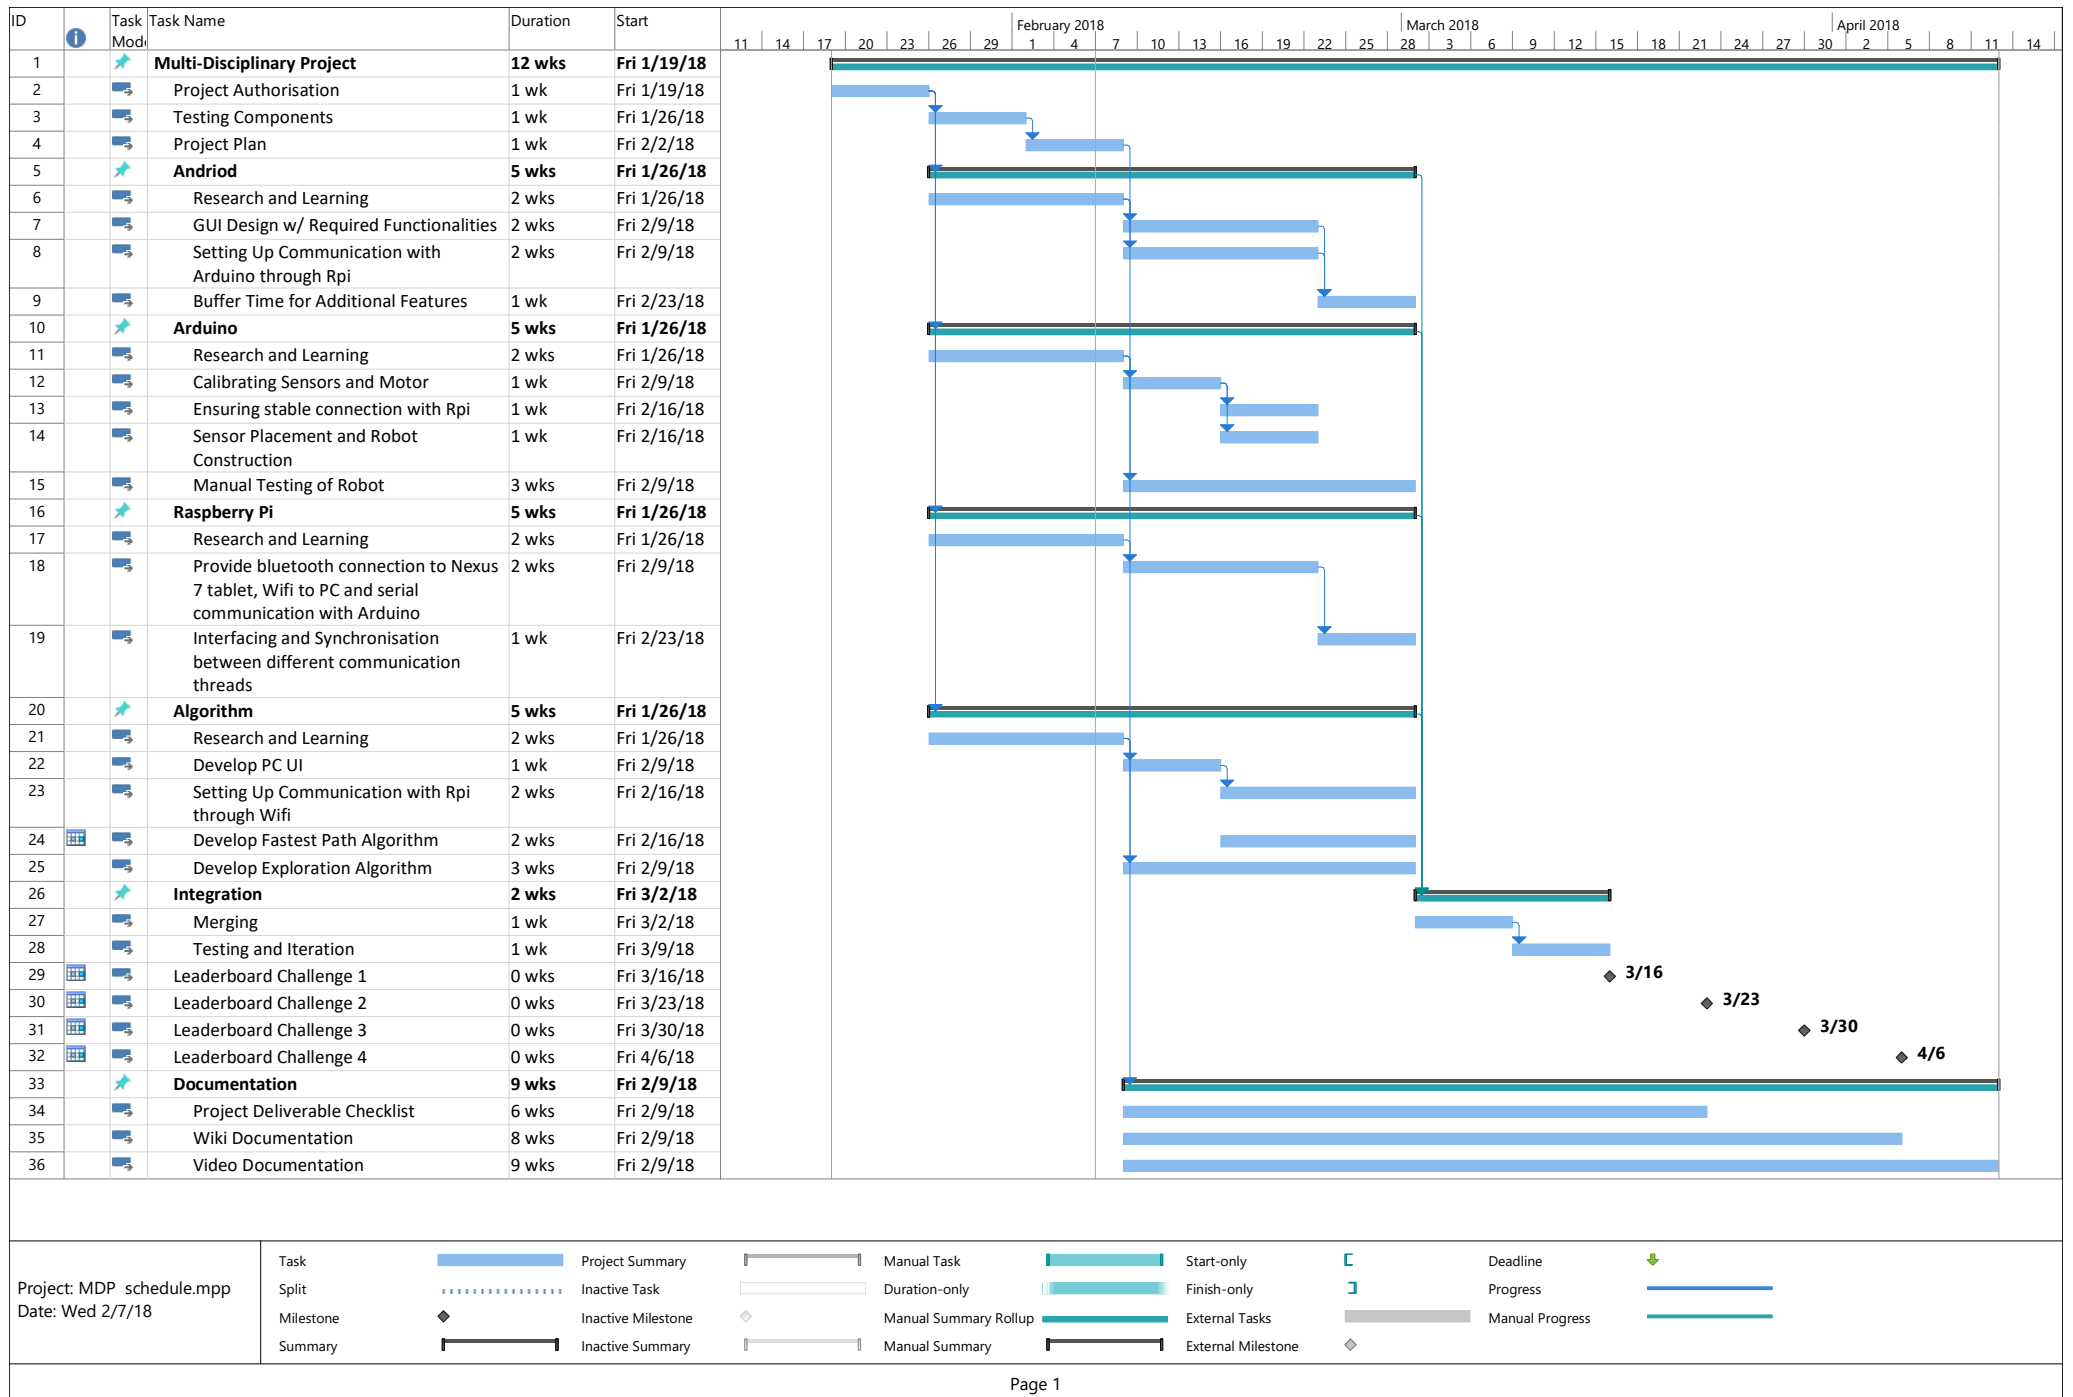 ID Task Mode Task Name Duration Start February 2018 March 2018 April 2018
11 14 17 20 23 26 29 1 4 7 10 13 16 19 22 25 28 3 6 9 12 15 18 21 24 27 30 2 5 8 11 14
1 Multi-Disciplinary Project 12 wks Fri 1/19/18
2 Project Authorisation 1 wk Fri 1/19/18
3 Testing Components 1 wk Fri 1/26/18
4 Project Plan 1 wk Fri 2/2/18
5 Andriod 5 wks Fri 1/26/18
6 Research and Learning 2 wks Fri 1/26/18
7 GUI Design w/ Required Functionalities 2 wks Fri 2/9/18
8 Setting Up Communication with 2 wks Fri 2/9/18
Arduino through Rpi
9 Buffer Time for Additional Features 1 wk Fri 2/23/18
10 Arduino 5 wks Fri 1/26/18
11 Research and Learning 2 wks Fri 1/26/18
12 Calibrating Sensors and Motor 1 wk Fri 2/9/18
13 Ensuring stable connection with Rpi 1 wk Fri 2/16/18
14 Sensor Placement and Robot 1 wk Fri 2/16/18
Construction
15 Manual Testing of Robot 3 wks Fri 2/9/18
16 Raspberry Pi 5 wks Fri 1/26/18
17 Research and Learning 2 wks Fri 1/26/18
18 Provide bluetooth connection to Nexus 2 wks Fri 2/9/18
7 tablet, Wifi to PC and serial
communication with Arduino
19 Interfacing and Synchronisation 1 wk Fri 2/23/18
between different communication
threads
20 Algorithm 5 wks Fri 1/26/18
21 Research and Learning 2 wks Fri 1/26/18
22 Develop PC UI 1 wk Fri 2/9/18
23 Setting Up Communication with Rpi 2 wks Fri 2/16/18
through Wifi
24 Develop Fastest Path Algorithm 2 wks Fri 2/16/18
25 Develop Exploration Algorithm 3 wks Fri 2/9/18
26 Integration 2 wks Fri 3/2/18
27 Merging 1 wk Fri 3/2/18
28 Testing and Iteration 1 wk Fri 3/9/18
29 Leaderboard Challenge 1 0 wks Fri 3/16/18 3/16
30 Leaderboard Challenge 2 0 wks Fri 3/23/18 3/23
31 Leaderboard Challenge 3 0 wks Fri 3/30/18 3/30
32 Leaderboard Challenge 4 0 wks Fri 4/6/18 4/6
33 Documentation 9 wks Fri 2/9/18
34 Project Deliverable Checklist 6 wks Fri 2/9/18
35 Wiki Documentation 8 wks Fri 2/9/18
36 Video Documentation 9 wks Fri 2/9/18
Project: MDP schedule.mpp
Date: Wed 2/7/18
Task Project Summary Manual Task Start-only Deadline
Split Inactive Task Duration-only Finish-only Progress
Milestone Inactive Milestone Manual Summary Rollup External Tasks Manual Progress
Summary Inactive Summary Manual Summary External Milestone
Page 1